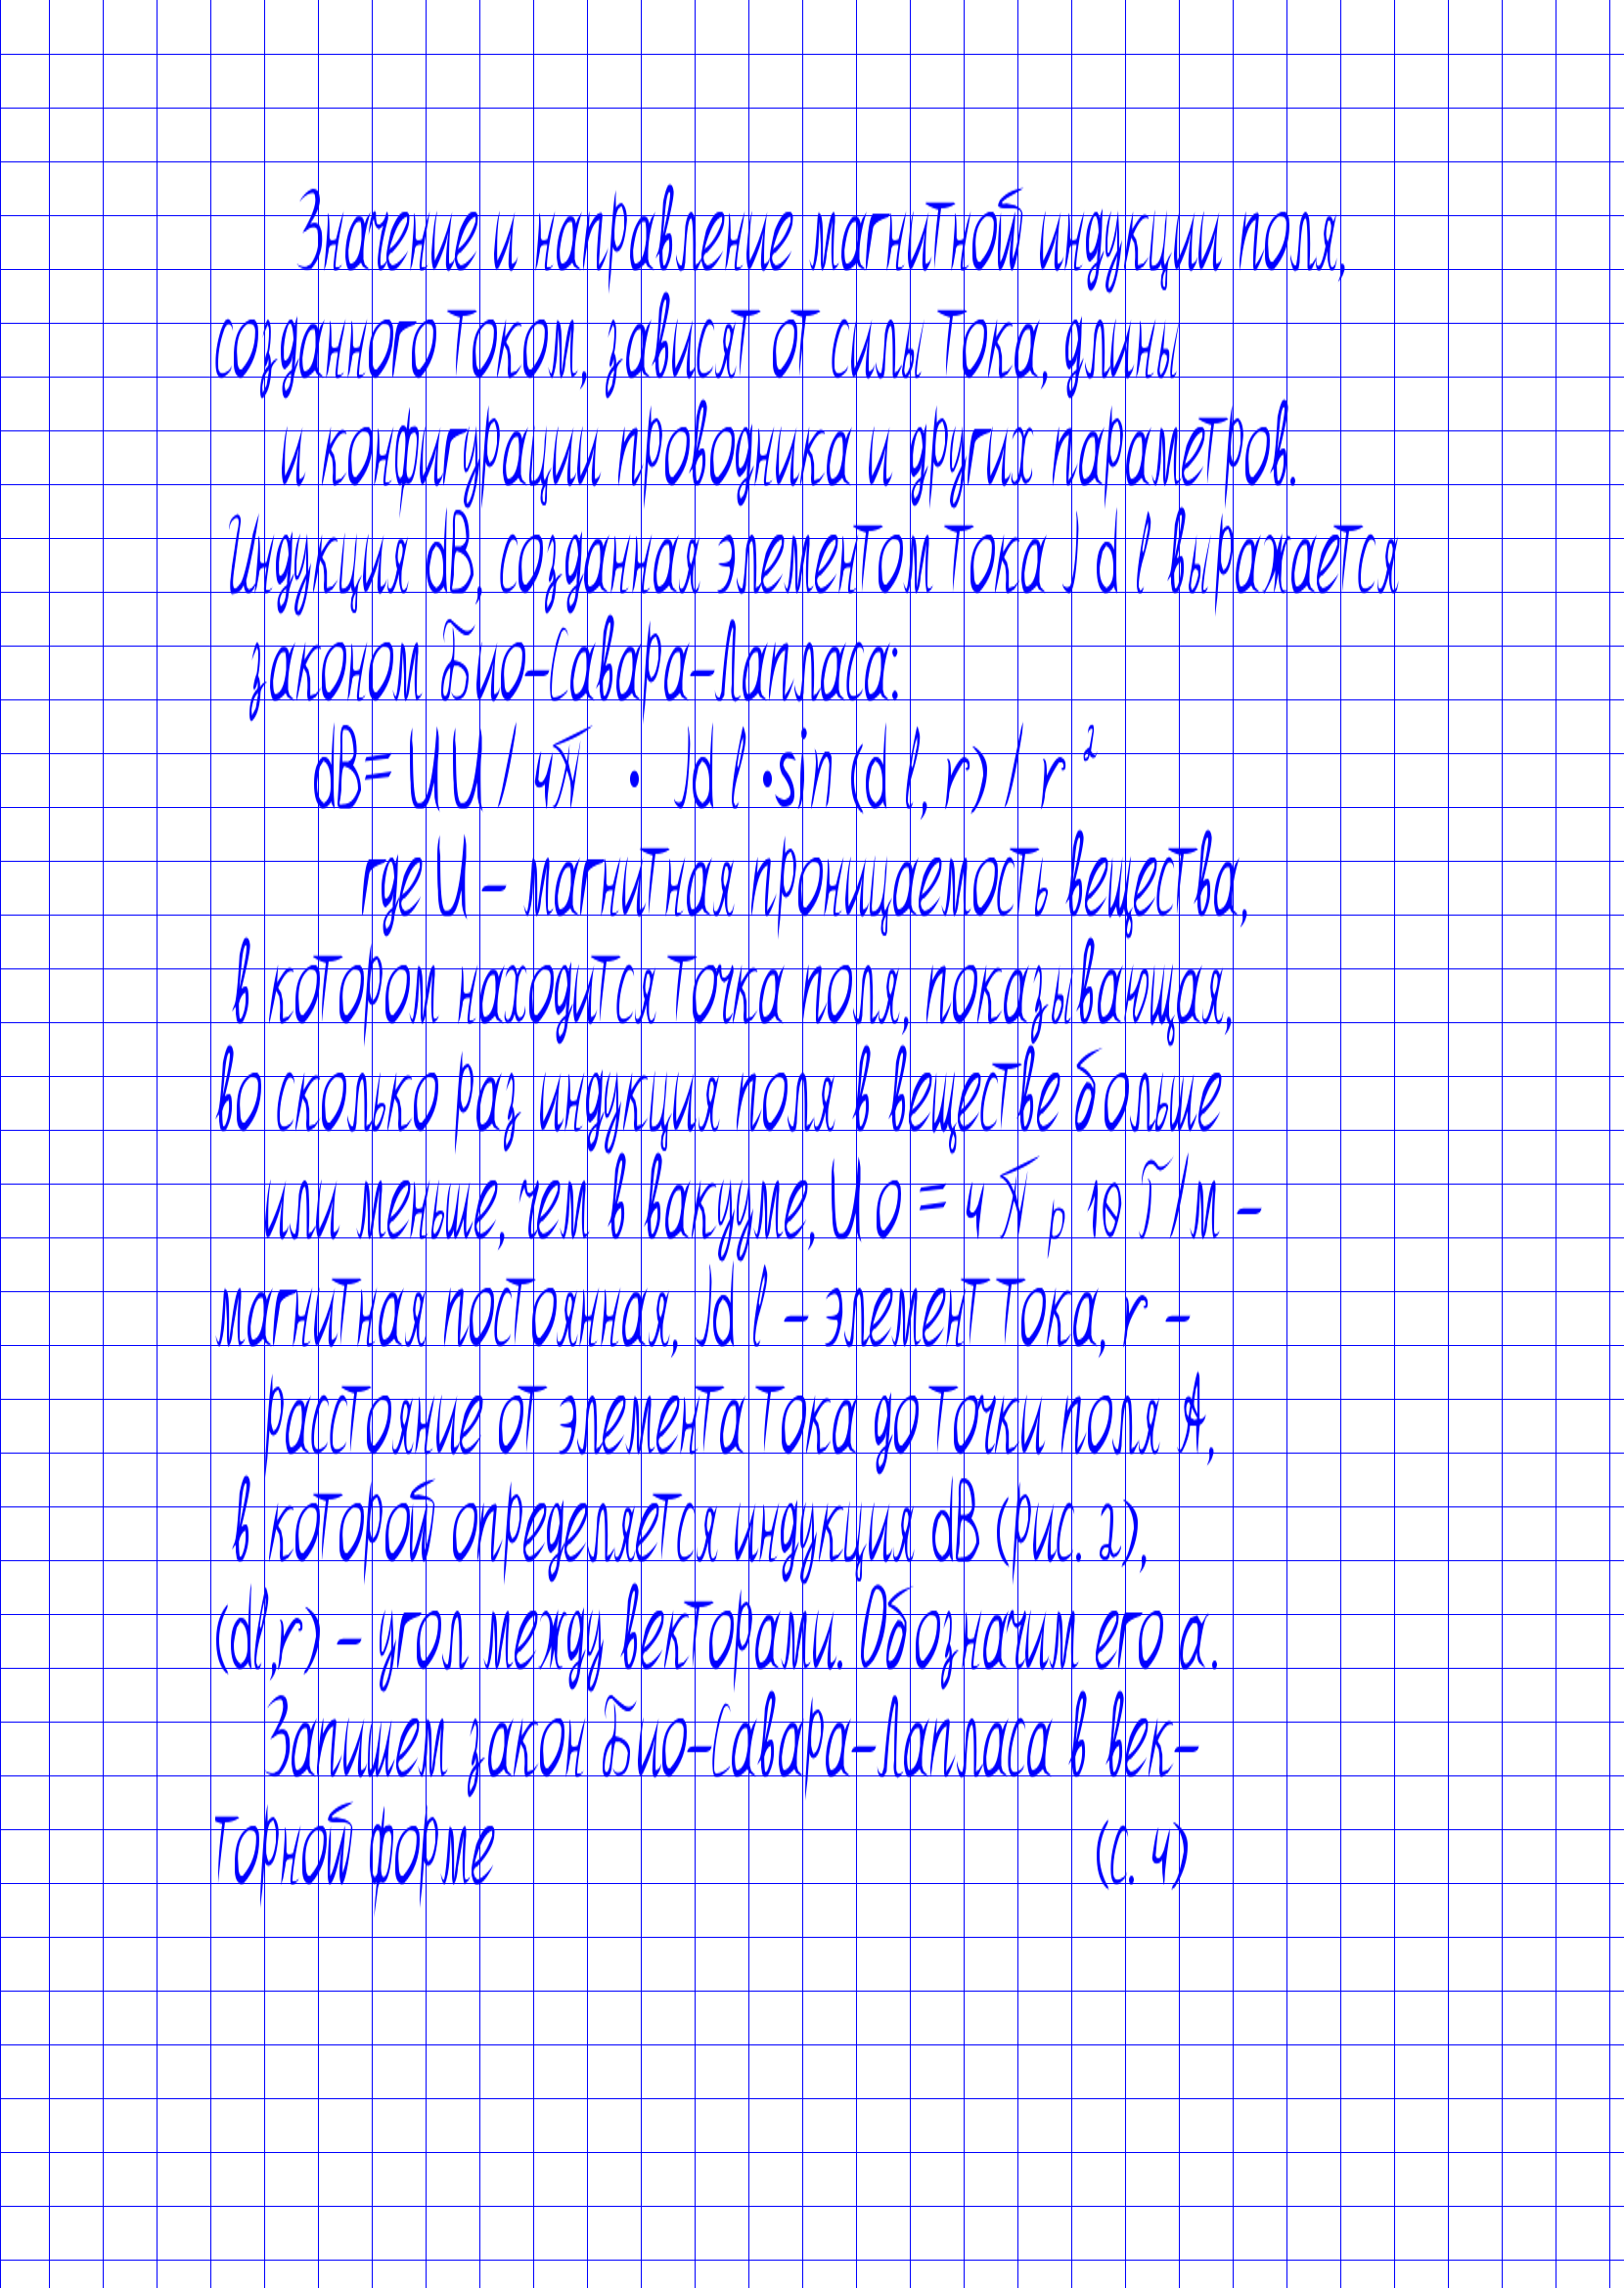 Значение и направление магнитной индукции поля,
созданного током, зависят от силы тока, длины
и конфигурации проводника и других параметров.
Индукция dB, созданная элементом тока J d l выражается
законом Био-Савара-Лапласа:
dB= UU / 4π • Jd l •sin (d l, r) / r ²
где U - магнитная проницаемость вещества,
в котором находится точка поля, показывающая,
во сколько раз индукция поля в веществе больше
или меньше, чем в вакууме, U 0 = 4 π р 10 Т/м -
магнитная постоянная, Jd l - элемент тока, r -
расстояние от элемента тока до точки поля А,
в которой определяется индукция dB (рис. 2),
(dl,r) - угол между векторами. Обозначим его а.
Запишем закон Био-Савара-Лапласа в век-
торной форме (с. 4)